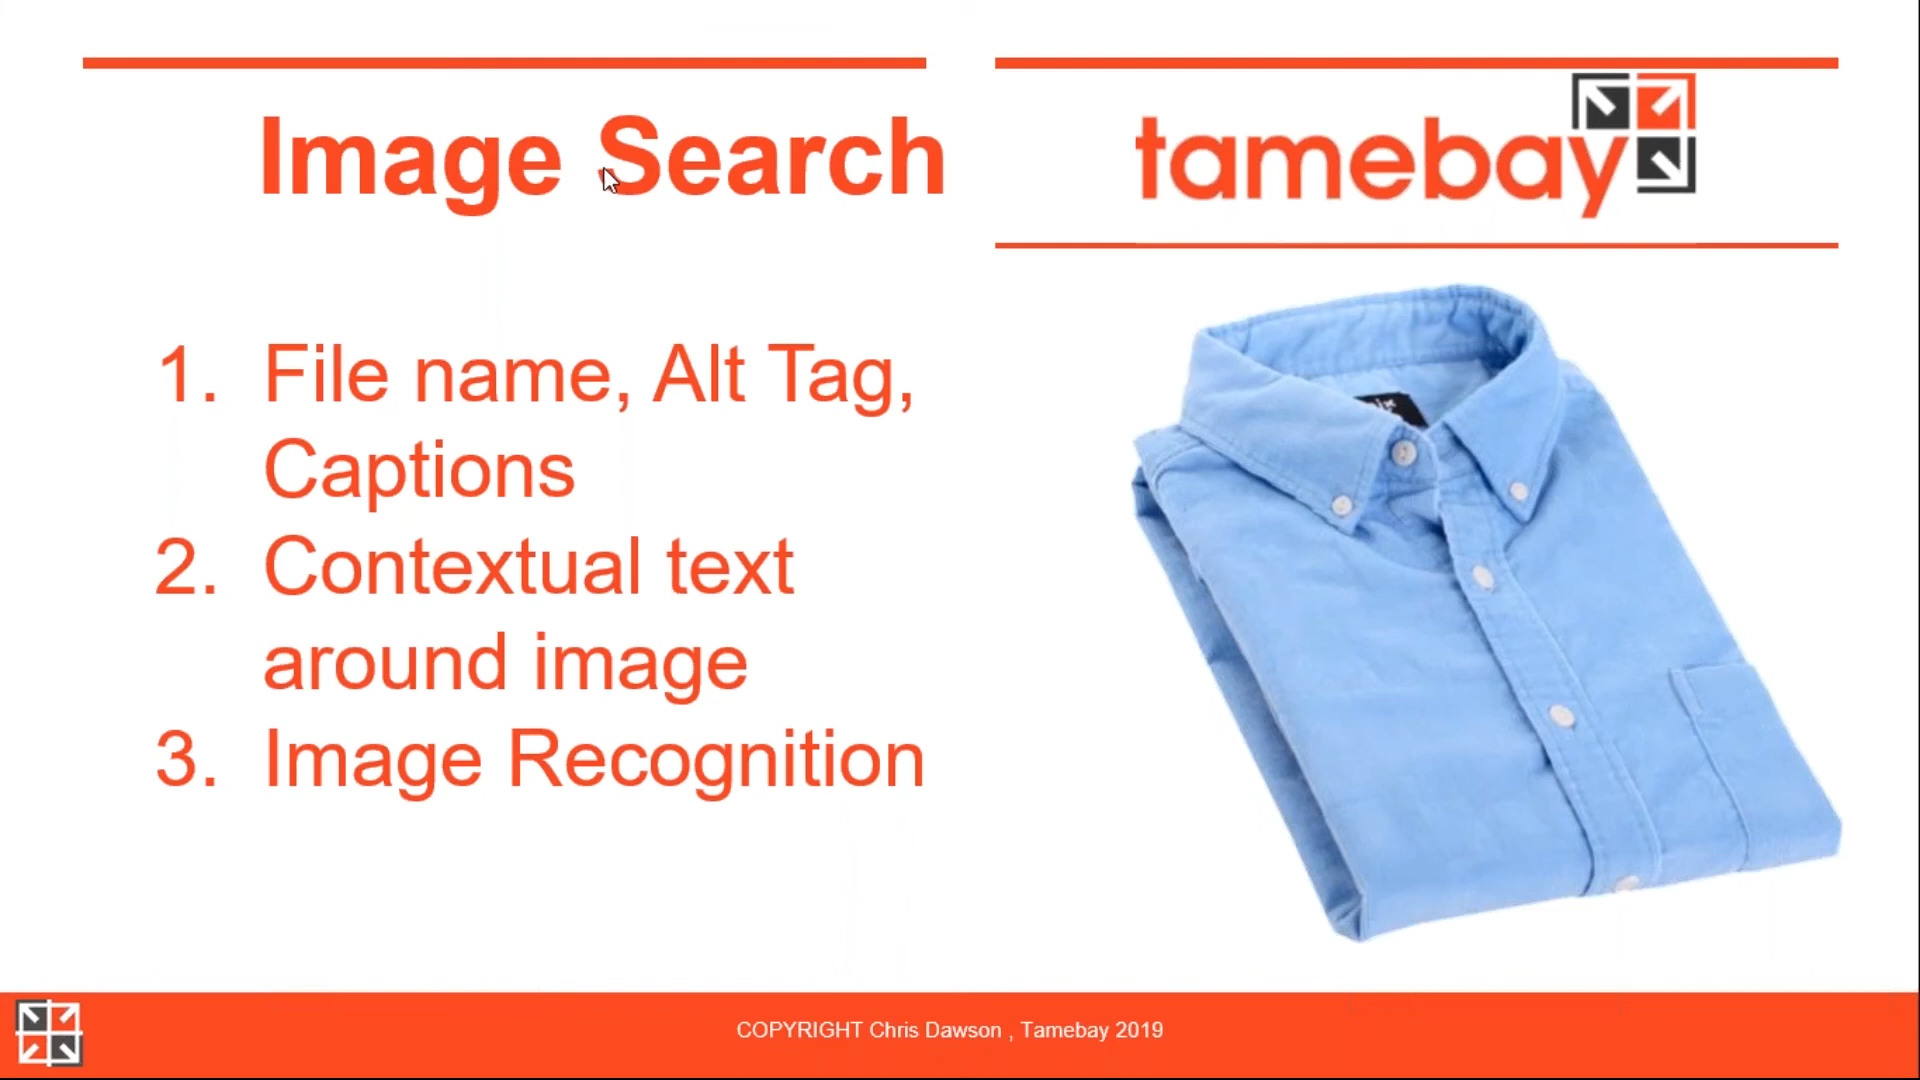 Image Search
tamebay
1. File name, Alt Tag,
Captions
2. Contextual text
around image
3. Image Recognition
COPYRIGHT Chris Dawson , Tamebay 2019